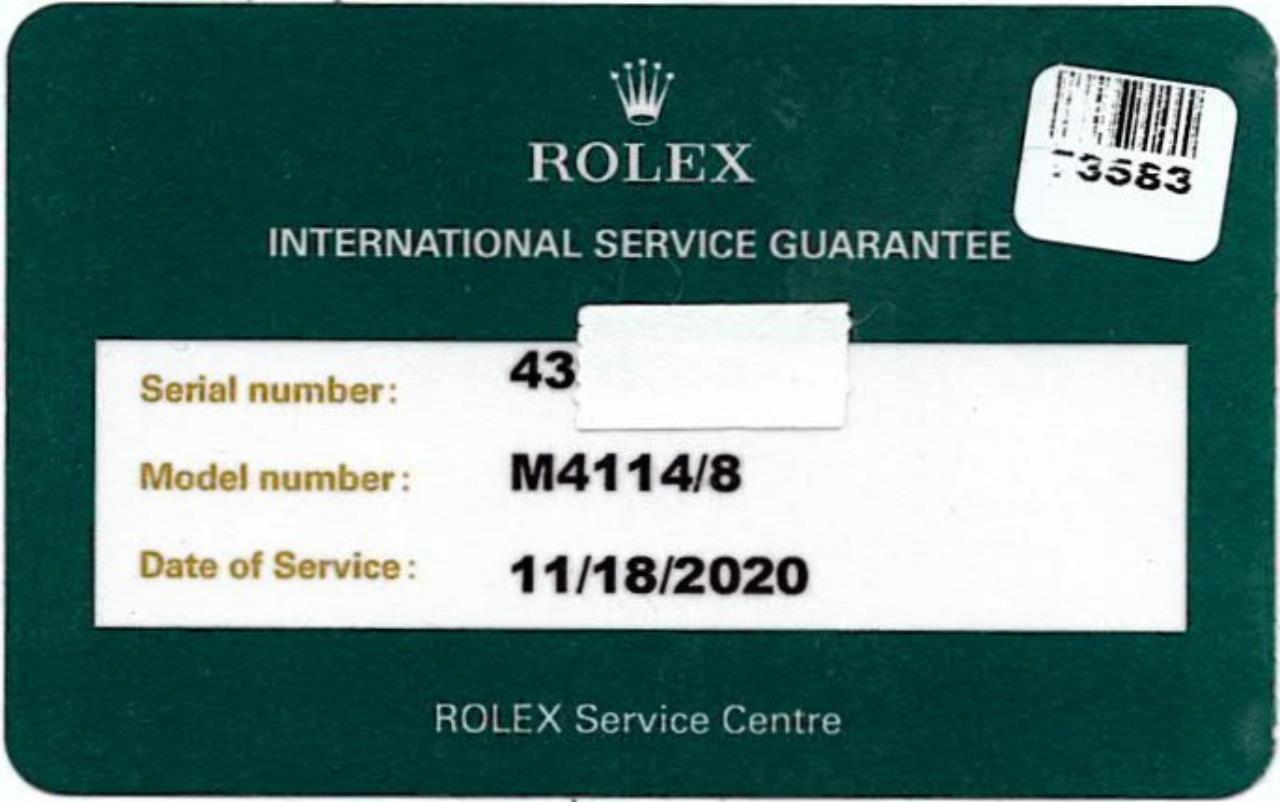 ROLEX
INTERNATIONAL SERVICE GUARANTEE
Serial number: 43
Model number: M4114/8
Date of Service: 11/18/2020
ROLEX Service Centre